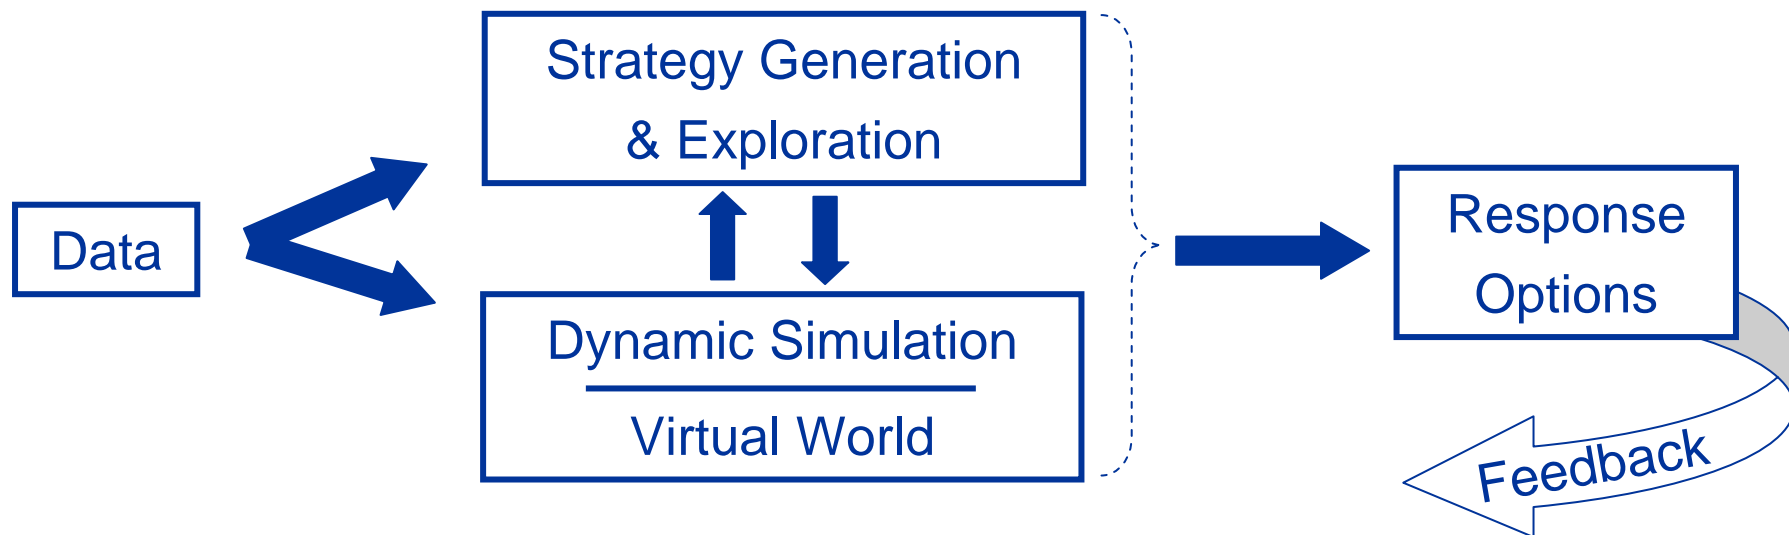 Strategy Generation
& Exploration
Data
Dynamic Simulation
Virtual World
Response
Options
Feedback